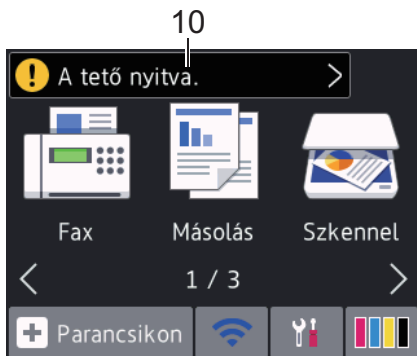 10
A tető nyitva.
Fax Másolás Szkennel
1 / 3
Parancsikon